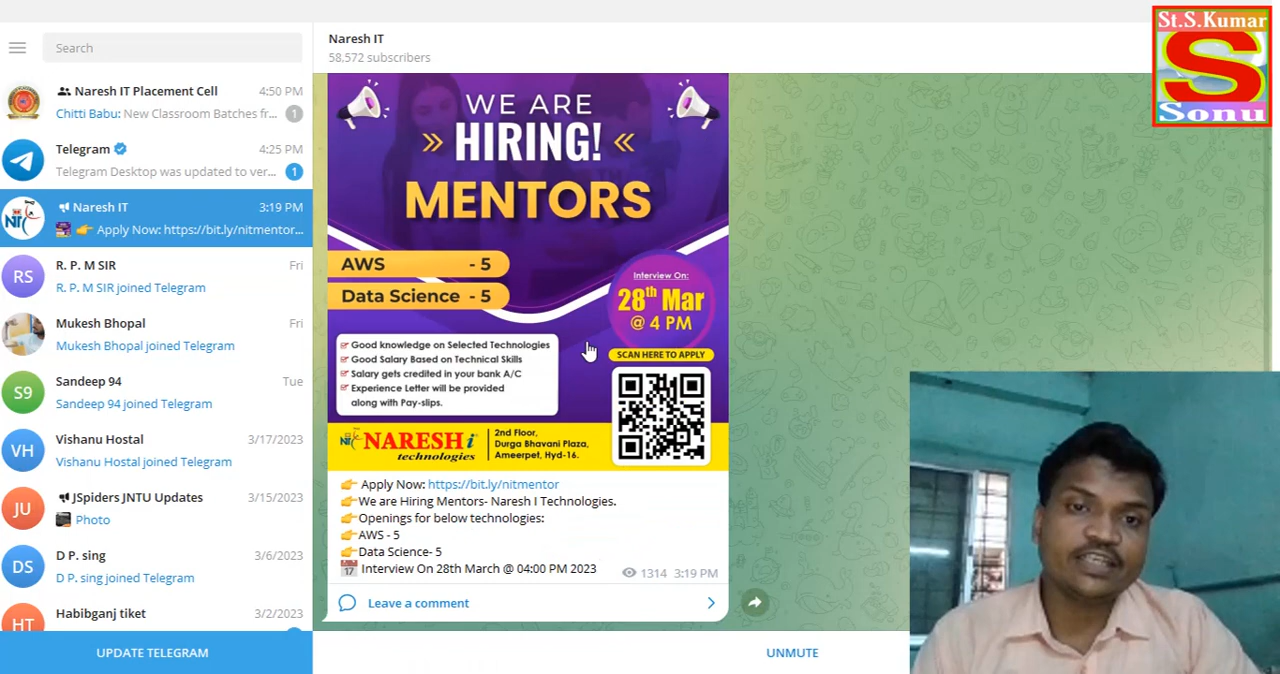 Search
Naresh IT Placement Cell 4:50 PM
Chitti Babu: New Classroom Batches fr... 1
Telegram 4:25 PM
Telegram Desktop was updated to ver... 1
Naresh IT 3:19 PM
Apply Now: https://bit.ly/nitmentor...
RS
R. P. M SIR Fri
R. P. M SIR joined Telegram
Mukesh Bhopal Fri
Mukesh Bhopal joined Telegram
S9
Sandeep 94 Tue
Sandeep 94 joined Telegram
VH
Vishanu Hostal 3/17/2023
Vishanu Hostal joined Telegram
JU
JSpiders JNTU Updates 3/15/2023
Photo
DS
D P. sing 3/6/2023
D P. sing joined Telegram
HT
Habibganj tiket 3/2/2023
UPDATE TELEGRAM
Naresh IT
58,572 subscribers
WE ARE
» HIRING! «
MENTORS
AWS - 5
Data Science - 5
Interview On:
28th Mar
@ 4 PM
SCAN HERE TO APPLY
Good knowledge on Selected Technologies
Good Salary Based on Technical Skills
Salary gets credited in your bank A/C
Experience Letter will be provided
along with Pay-slips.
NARESH i
technologies
2nd Floor,
Durga Bhavani Plaza,
Ameerpet, Hyd-16.
👉 Apply Now: https://bit.ly/nitmentor
👉We are Hiring Mentors- Naresh I Technologies.
👉Openings for below technologies:
👉AWS - 5
👉Data Science- 5
📅 Interview On 28th March @ 04:00 PM 2023
1314 3:19 PM
Leave a comment
UNMUTE
St.S.Kumar
S
Sonu